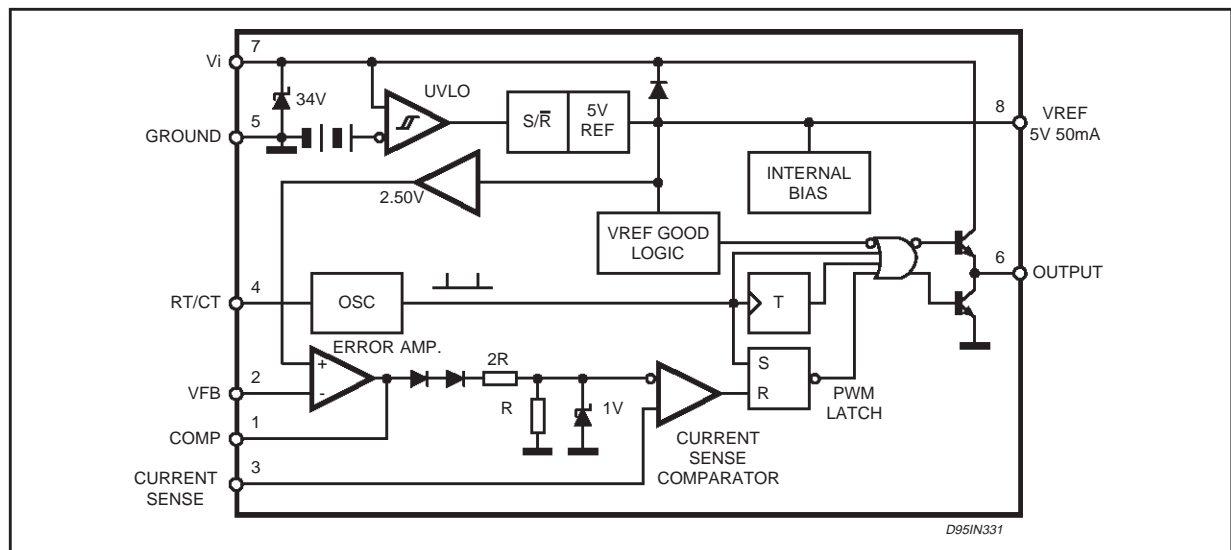 7
Vi
34V
UVLO
S/R̅
5V
REF
8
VREF
5V 50mA
5
GROUND
INTERNAL
BIAS
2.50V
VREF GOOD
LOGIC
6
OUTPUT
4
RT/CT
OSC
T
ERROR AMP.
2R
+
-
2
VFB
R
1V
S
R
PWM
LATCH
1
COMP
CURRENT
SENSE
COMPARATOR
3
CURRENT
SENSE
D95IN331